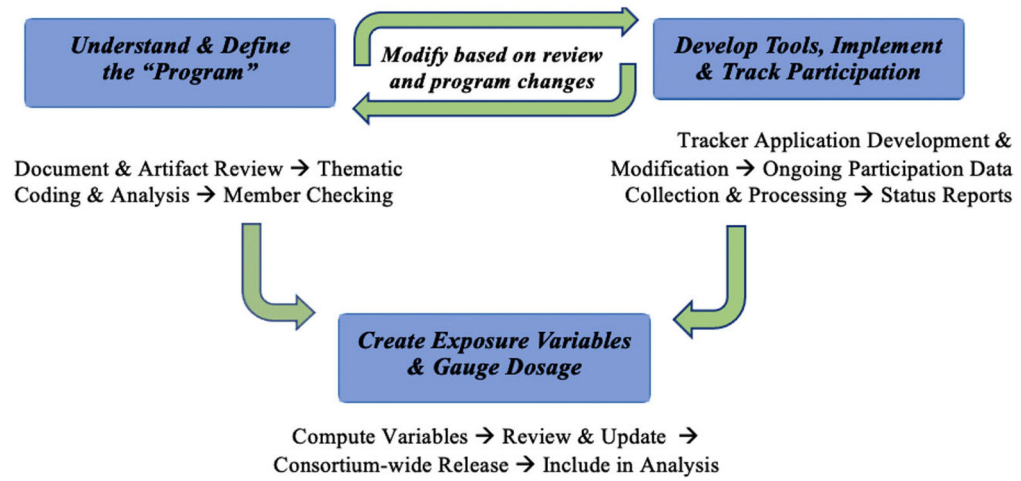 Understand & Define
the “Program”
Modify based on review
and program changes
Develop Tools, Implement
& Track Participation
Document & Artifact Review → Thematic
Coding & Analysis → Member Checking
Tracker Application Development &
Modification → Ongoing Participation Data
Collection & Processing → Status Reports
Create Exposure Variables
& Gauge Dosage
Compute Variables → Review & Update →
Consortium-wide Release → Include in Analysis